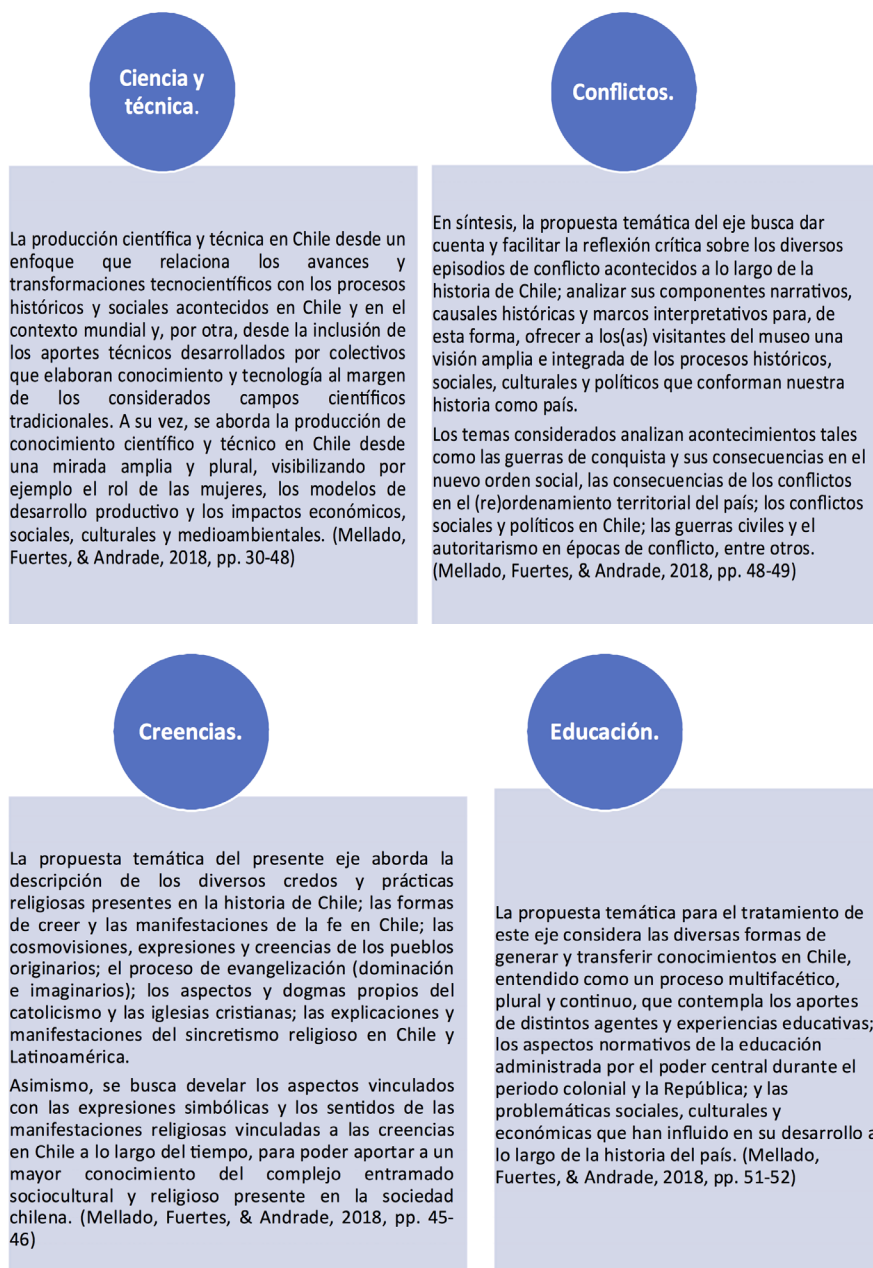 Ciencia y
técnica.
La producción científica y técnica en Chile desde un
enfoque que relaciona los avances y
transformaciones tecnocientíficos con los procesos
históricos y sociales acontecidos en Chile y en el
contexto mundial y, por otra, desde la inclusión de
los aportes técnicos desarrollados por colectivos
que elaboran conocimiento y tecnología al margen
de los considerados campos científicos
tradicionales. A su vez, se aborda la producción de
conocimiento científico y técnico en Chile desde
una mirada amplia y plural, visibilizando por
ejemplo el rol de las mujeres, los modelos de
desarrollo productivo y los impactos económicos,
sociales, culturales y medioambientales. (Mellado,
Fuertes, & Andrade, 2018, pp. 30-48)
Conflictos.
En síntesis, la propuesta temática del eje busca dar
cuenta y facilitar la reflexión crítica sobre los diversos
episodios de conflicto acontecidos a lo largo de la
historia de Chile; analizar sus componentes narrativos,
causales históricas y marcos interpretativos para, de
esta forma, ofrecer a los(as) visitantes del museo una
visión amplia e integrada de los procesos históricos,
sociales, culturales y políticos que conforman nuestra
historia como país.
Los temas considerados analizan acontecimientos tales
como las guerras de conquista y sus consecuencias en el
nuevo orden social, las consecuencias de los conflictos
en el (re)ordenamiento territorial del país; los conflictos
sociales y políticos en Chile; las guerras civiles y el
autoritarismo en épocas de conflicto, entre otros.
(Mellado, Fuertes, & Andrade, 2018, pp. 48-49)
Creencias.
La propuesta temática del presente eje aborda la
descripción de los diversos credos y prácticas
religiosas presentes en la historia de Chile; las formas
de creer y las manifestaciones de la fe en Chile; las
cosmovisiones, expresiones y creencias de los pueblos
originarios; el proceso de evangelización (dominación
e imaginarios); los aspectos y dogmas propios del
catolicismo y las iglesias cristianas; las explicaciones y
manifestaciones del sincretismo religioso en Chile y
Latinoamérica.
Asimismo, se busca develar los aspectos vinculados
con las expresiones simbólicas y los sentidos de las
manifestaciones religiosas vinculadas a las creencias
en Chile a lo largo del tiempo, para poder aportar a un
mayor conocimiento del complejo entramado
sociocultural y religioso presente en la sociedad
chilena. (Mellado, Fuertes, & Andrade, 2018, pp. 45-
46)
Educación.
La propuesta temática para el tratamiento de
este eje considera las diversas formas de
generar y transferir conocimientos en Chile,
entendido como un proceso multifacético,
plural y continuo, que contempla los aportes
de distintos agentes y experiencias educativas;
los aspectos normativos de la educación
administrada por el poder central durante el
periodo colonial y la República; y las
problemáticas sociales, culturales y
económicas que han influido en su desarrollo a
lo largo de la historia del país. (Mellado,
Fuertes, & Andrade, 2018, pp. 51-52)